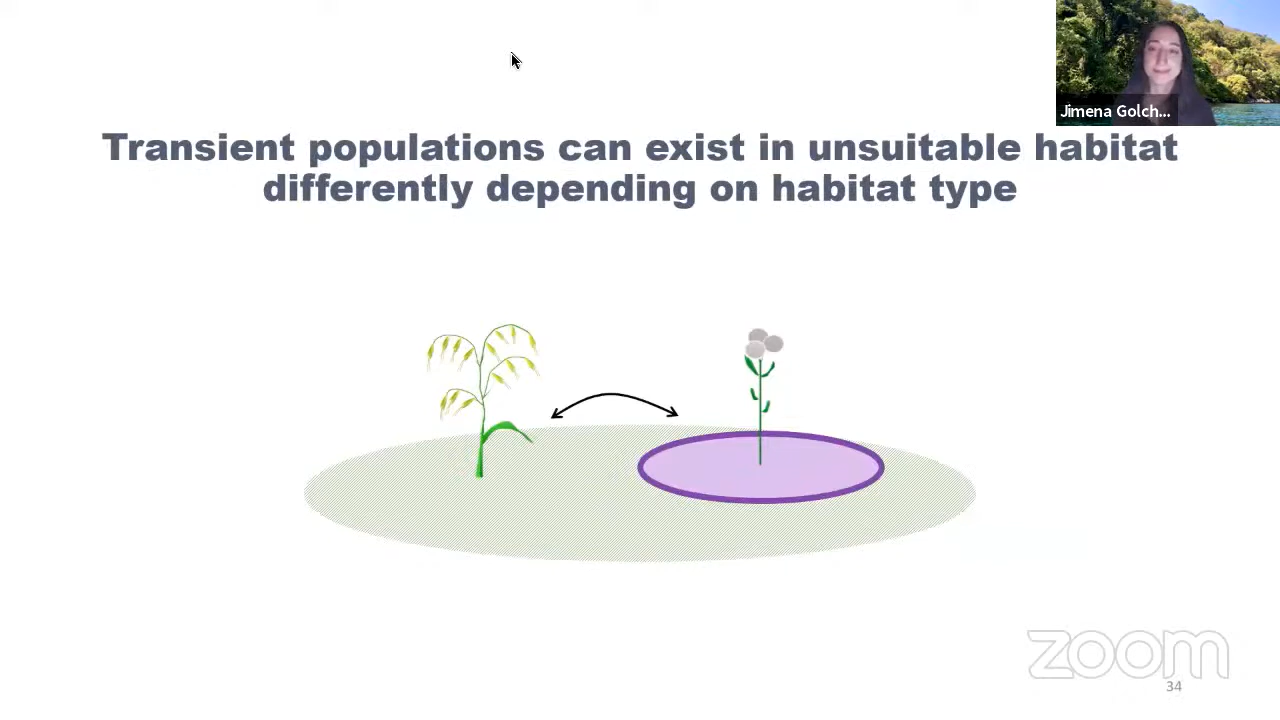 Jimena Golch...
Transient populations can exist in unsuitable habitat
differently depending on habitat type
zoom
34